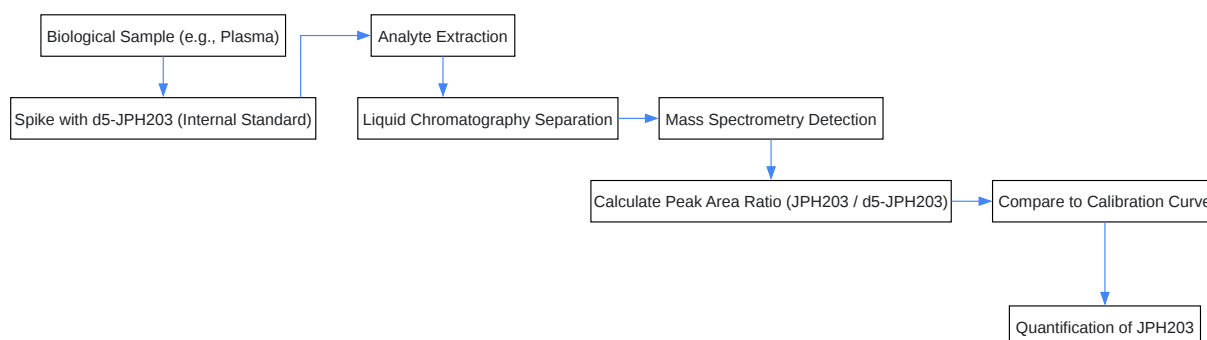 Biological Sample (e.g., Plasma)
Analyte Extraction
Spike with d5-JPH203 (Internal Standard)
Liquid Chromatography Separation
Mass Spectrometry Detection
Calculate Peak Area Ratio (JPH203 / d5-JPH203)
Compare to Calibration Curve
Quantification of JPH203